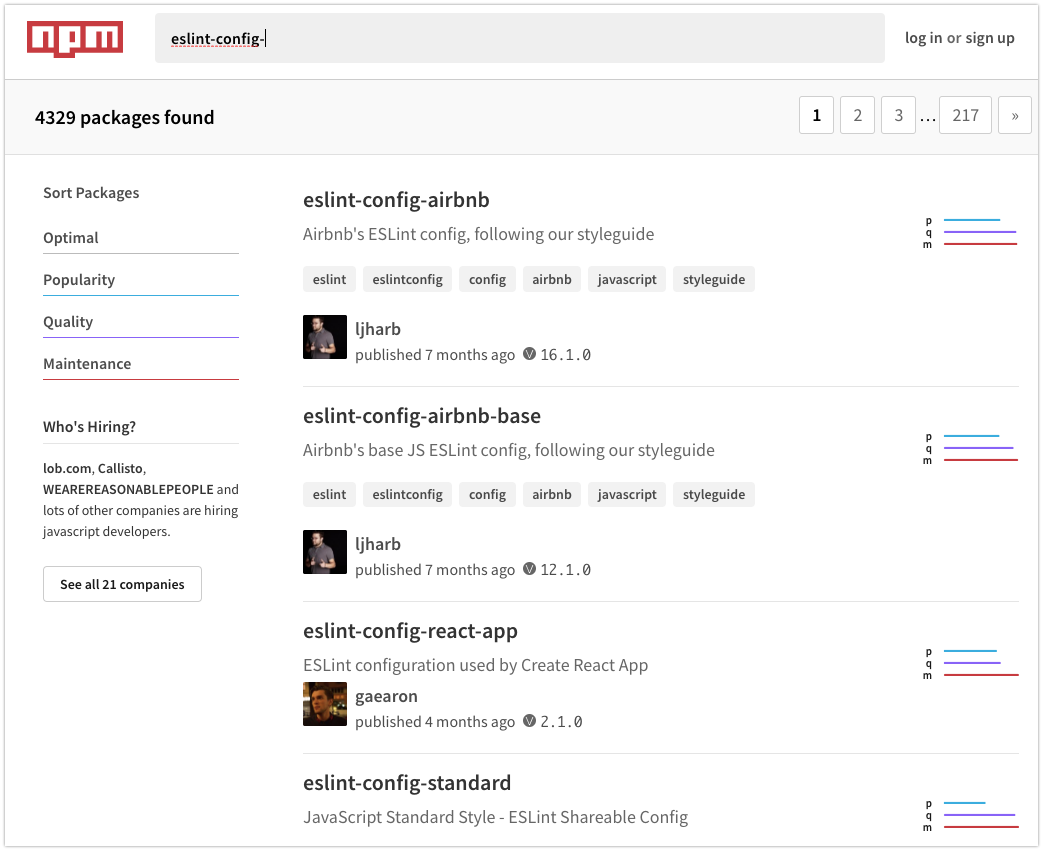 npm
eslint-config-
log in or sign up
4329 packages found
1 2 3 ... 217 »
Sort Packages
Optimal
Popularity
Quality
Maintenance
Who's Hiring?
lob.com, Callisto,
WEAREREASONABLEPEOPLE and
lots of other companies are hiring
javascript developers.
See all 21 companies
eslint-config-airbnb
Airbnb's ESLint config, following our styleguide
eslint eslintconfig config airbnb javascript styleguide
ljharb
published 7 months ago V 16.1.0
p
q
m
eslint-config-airbnb-base
Airbnb's base JS ESLint config, following our styleguide
eslint eslintconfig config airbnb javascript styleguide
ljharb
published 7 months ago V 12.1.0
p
q
m
eslint-config-react-app
ESLint configuration used by Create React App
gaearon
published 4 months ago V 2.1.0
p
q
m
eslint-config-standard
JavaScript Standard Style - ESLint Shareable Config
p
q
m